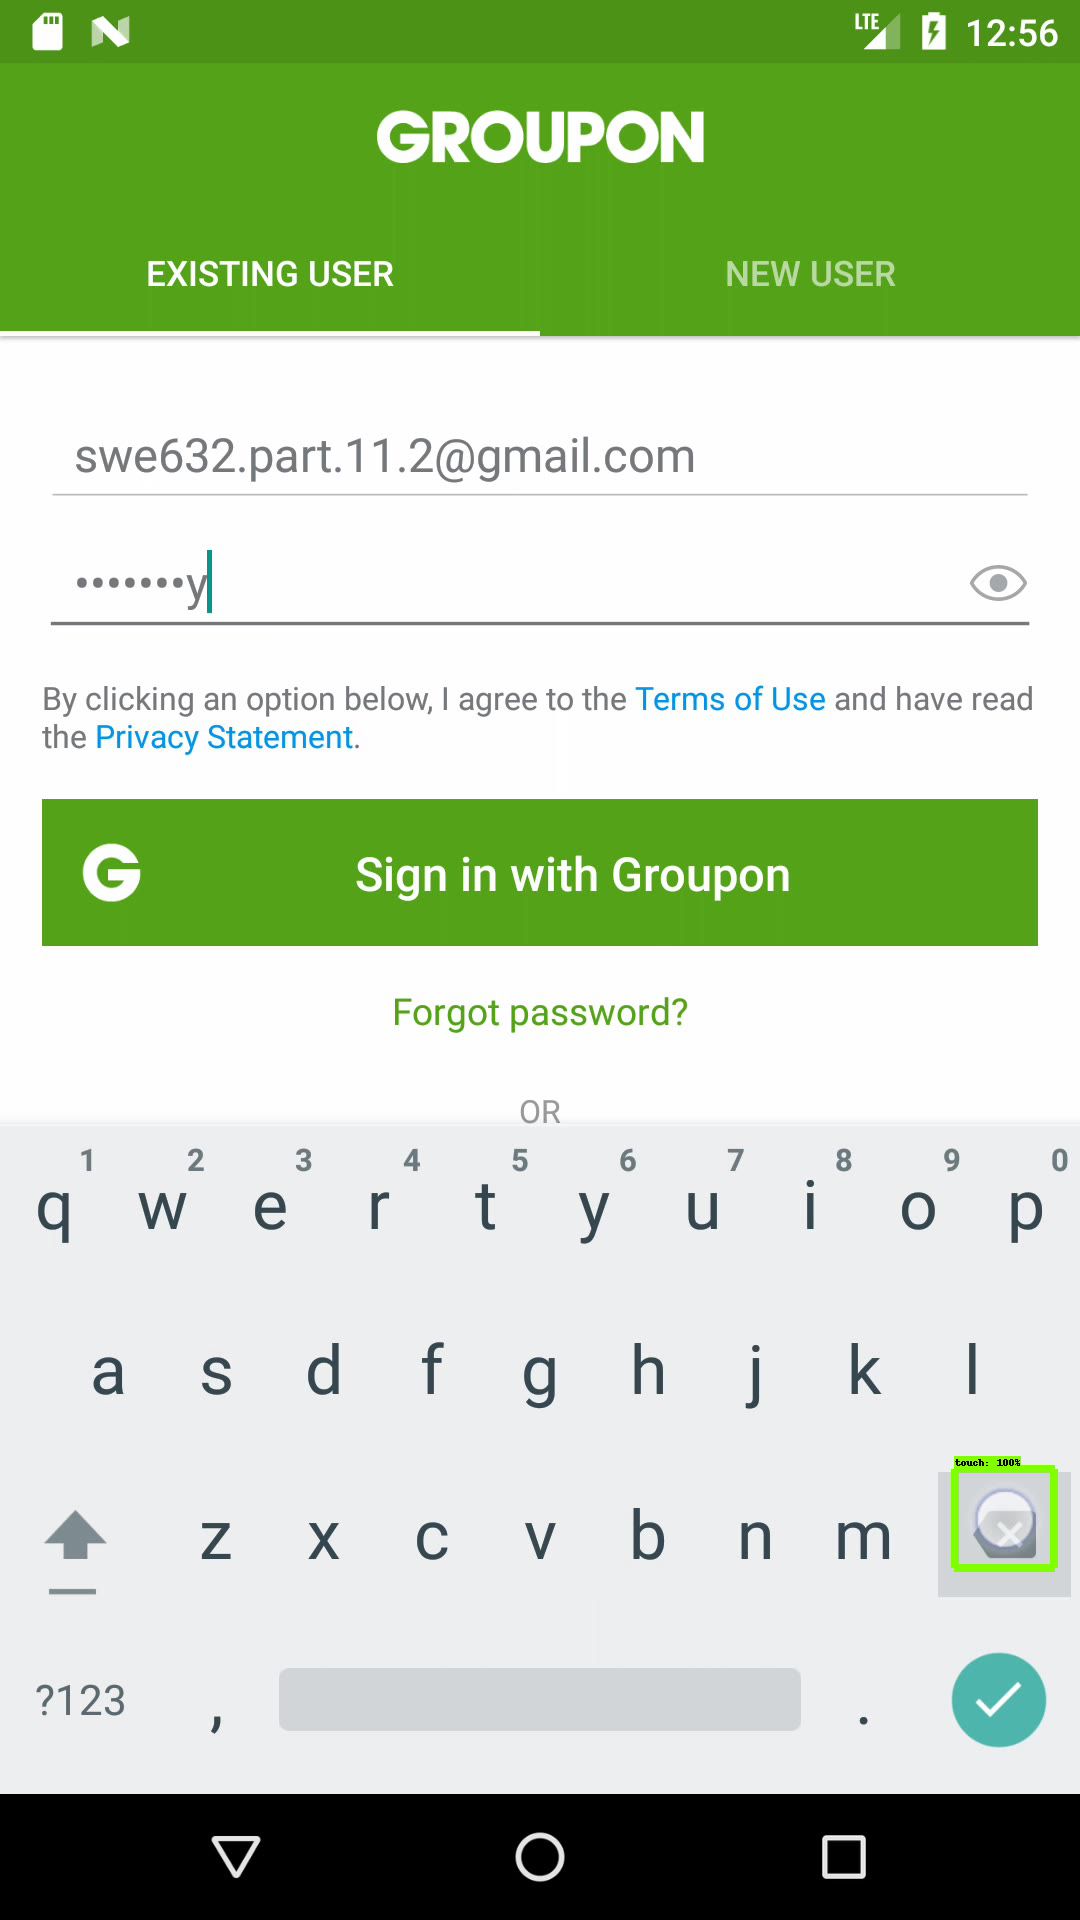 LTE 12:56
GROUPON
EXISTING USER NEW USER
swe632.part.11.2@gmail.com
•••••••y
By clicking an option below, I agree to the Terms of Use and have read
the Privacy Statement.
G Sign in with Groupon
Forgot password?
OR
1 2 3 4 5 6 7 8 9 0
q w e r t y u i o p
a s d f g h j k l
touch: 100%
z x c v b n m
?123 , .